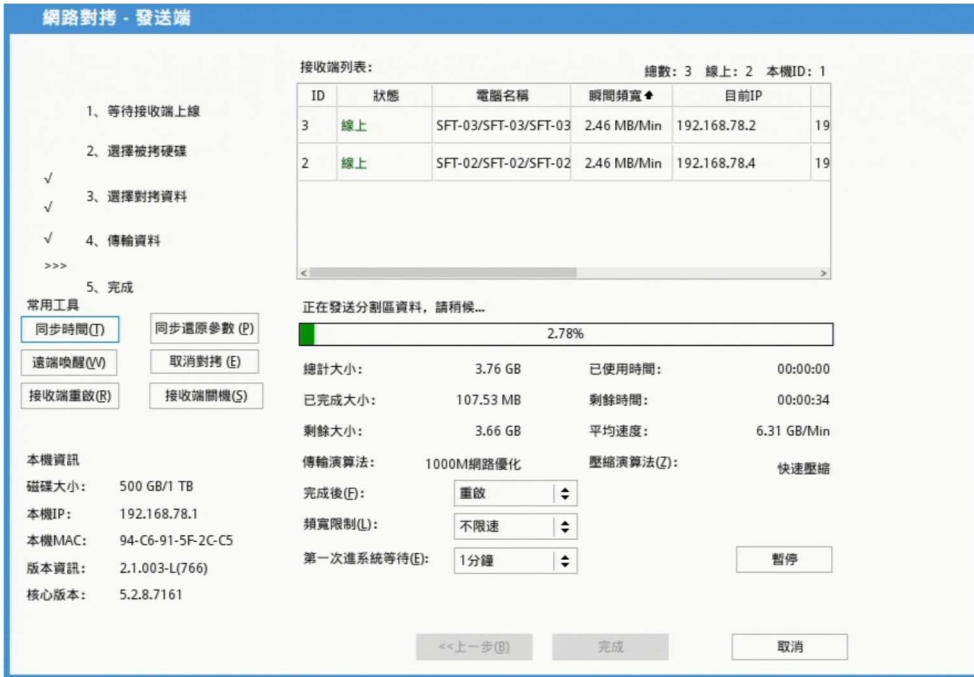 網路對拷 - 發送端
1、等待接收端上線
2、選擇被拷硬碟
√
3、選擇對拷資料
√
√
4、傳輸資料
>>>
5、完成
常用工具
同步時間(T) 同步還原參數 (P)
遠端喚醒(W) 取消對拷 (E)
接收端重啟(R) 接收端關機(S)
本機資訊
磁碟大小: 500 GB/1 TB
本機IP: 192.168.78.1
本機MAC: 94-C6-91-5F-2C-C5
版本資訊: 2.1.003-L(766)
核心版本: 5.2.8.7161
接收端列表:
總數: 3 線上: 2 本機ID: 1
ID 狀態 電腦名稱 瞬間頻寬 目前IP
3 線上 SFT-03/SFT-03/SFT-03 2.46 MB/Min 192.168.78.2 19
2 線上 SFT-02/SFT-02/SFT-02 2.46 MB/Min 192.168.78.4 19
正在發送分割區資料，請稍候...
2.78%
總計大小: 3.76 GB 已使用時間: 00:00:00
已完成大小: 107.53 MB 剩餘時間: 00:00:34
剩餘大小: 3.66 GB 平均速度: 6.31 GB/Min
傳輸演算法: 1000M網路優化 壓縮演算法(Z): 快速壓縮
完成後(F): 重啟
頻寬限制(L): 不限速
第一次進系統等待(E): 1分鐘 暫停
<<上一步(B) 完成 取消